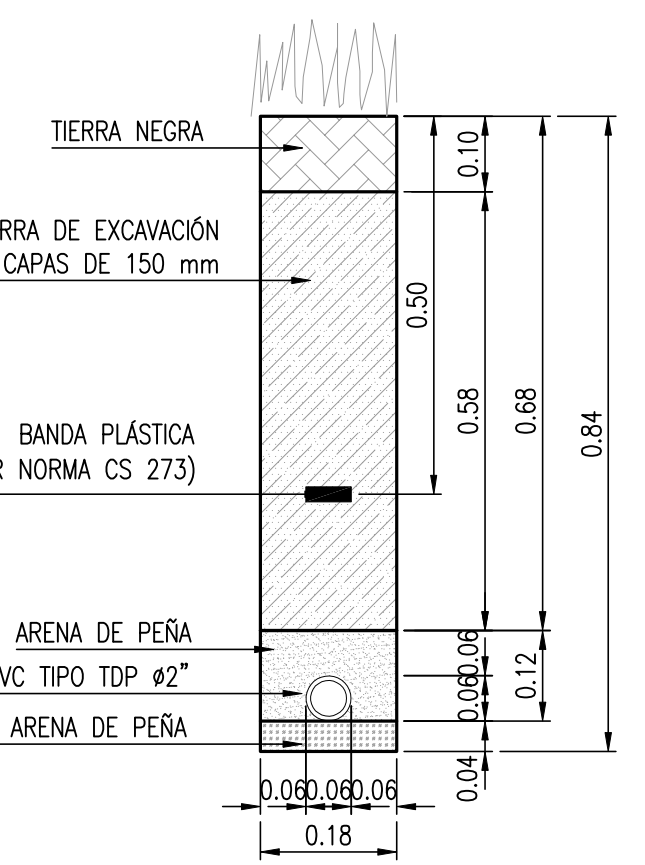 TIERRA NEGRA
0.10
RRA DE EXCAVACIÓN
CAPAS DE 150 mm
0.50
0.58
0.68
0.84
BANDA PLÁSTICA
R NORMA CS 273)
ARENA DE PEÑA
0.06
0.12
VC TIPO TDP ø2"
0.06
ARENA DE PEÑA
0.04
0.06 0.06 0.06
0.18